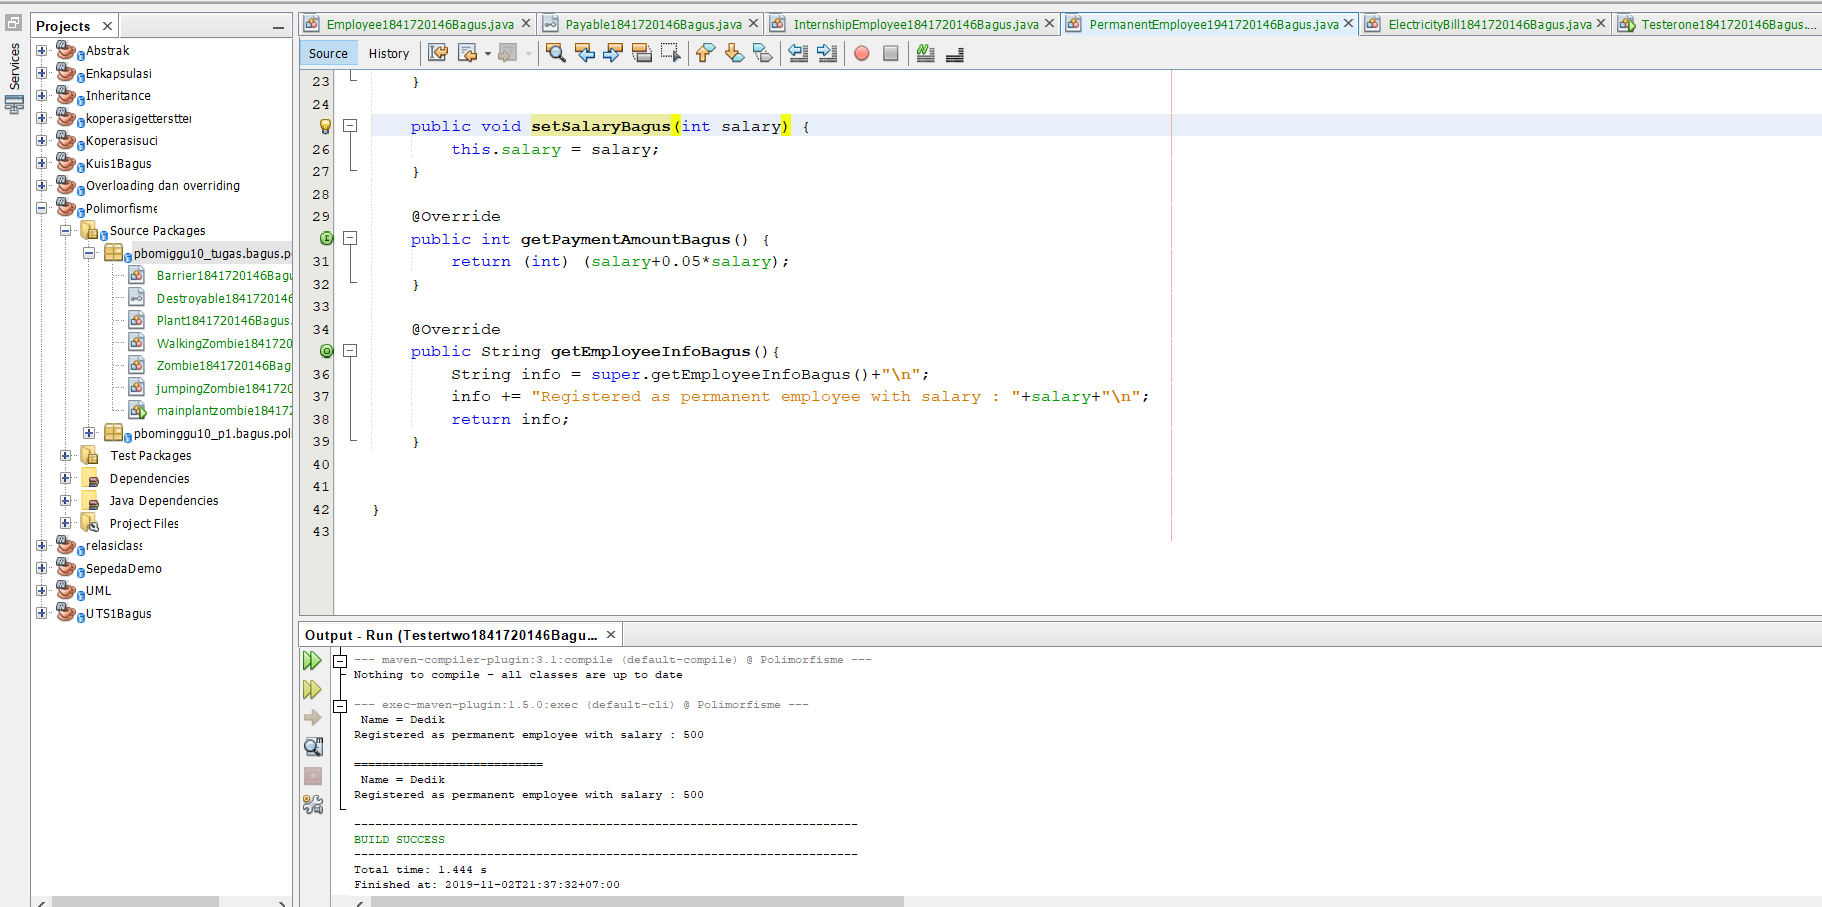 Services
Projects
Abstrak
Enkapsulasi
Inheritance
koperasigetterstter
Koperasiuci
Kuis1Bagus
Overloading dan overriding
Polimorfisme
Source Packages
pbomiggu10_tugas.bagus.p
Barrier1841720146Bagu
Destroyable1841720146
Plant1841720146Bagus.
WalkingZombie1841720
Zombie1841720146Bag
jumpingZombie1841720
mainplantzombie18417
pbominggu10_p1.bagus.pol
Test Packages
Dependencies
Java Dependencies
Project Files
relasiclass
SepedaDemo
UML
UTS1Bagus
Employee1841720146Bagus.java
Payable1841720146Bagus.java
InternshipEmployee1841720146Bagus.java
PermanentEmployee1941720146Bagus.java
ElectricityBill1841720146Bagus.java
Testerone1841720146Bagus....
Source History
23 }
24
public void setSalaryBagus(int salary) {
26 this.salary = salary;
27 }
28
29 @Override
public int getPaymentAmountBagus() {
31 return (int) (salary+0.05*salary);
32 }
33
34 @Override
public String getEmployeeInfoBagus(){
36 String info = super.getEmployeeInfoBagus()+"\n";
37 info += "Registered as permanent employee with salary : "+salary+"\n";
38 return info;
39 }
40
41
42 }
43
Output - Run (Testertwo1841720146Bagu...
--- maven-compiler-plugin:3.1:compile (default-compile) @ Polimorfisme ---
Nothing to compile - all classes are up to date
--- exec-maven-plugin:1.5.0:exec (default-cli) @ Polimorfisme ---
Name = Dedik
Registered as permanent employee with salary : 500
===========================
Name = Dedik
Registered as permanent employee with salary : 500
------------------------------------------------------------------------
BUILD SUCCESS
------------------------------------------------------------------------
Total time: 1.444 s
Finished at: 2019-11-02T21:37:32+07:00